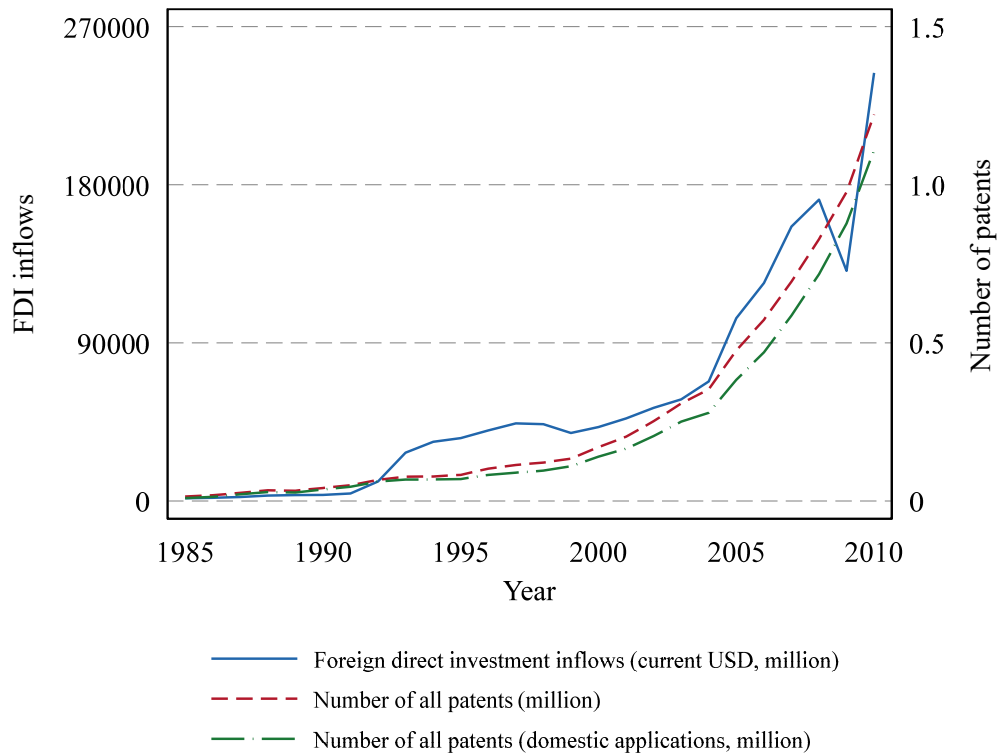 270000
180000
90000
0
FDI inflows
1.5
1.0
0.5
0
Number of patents
1985 1990 1995 2000 2005 2010
Year
Foreign direct investment inflows (current USD, million)
Number of all patents (million)
Number of all patents (domestic applications, million)